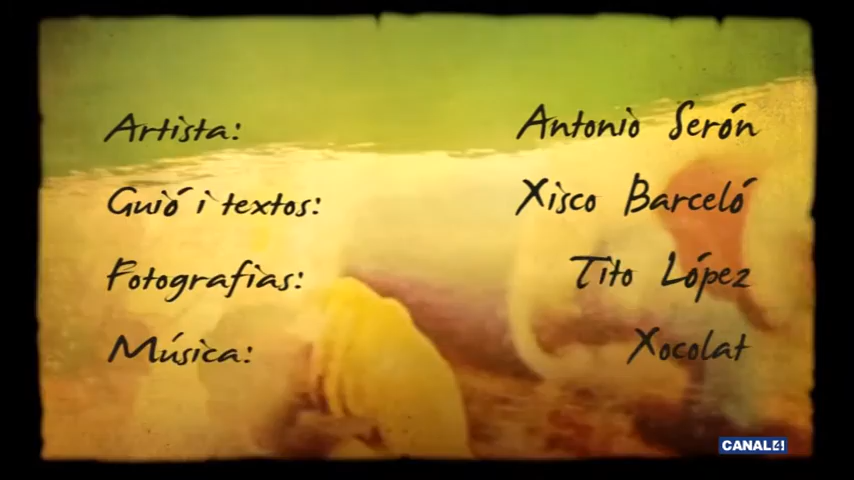 Artista: Antonio Serón
Guió i textos: Xisco Barceló
Fotografias: Tito López
Música: Xocolat
CANAL4